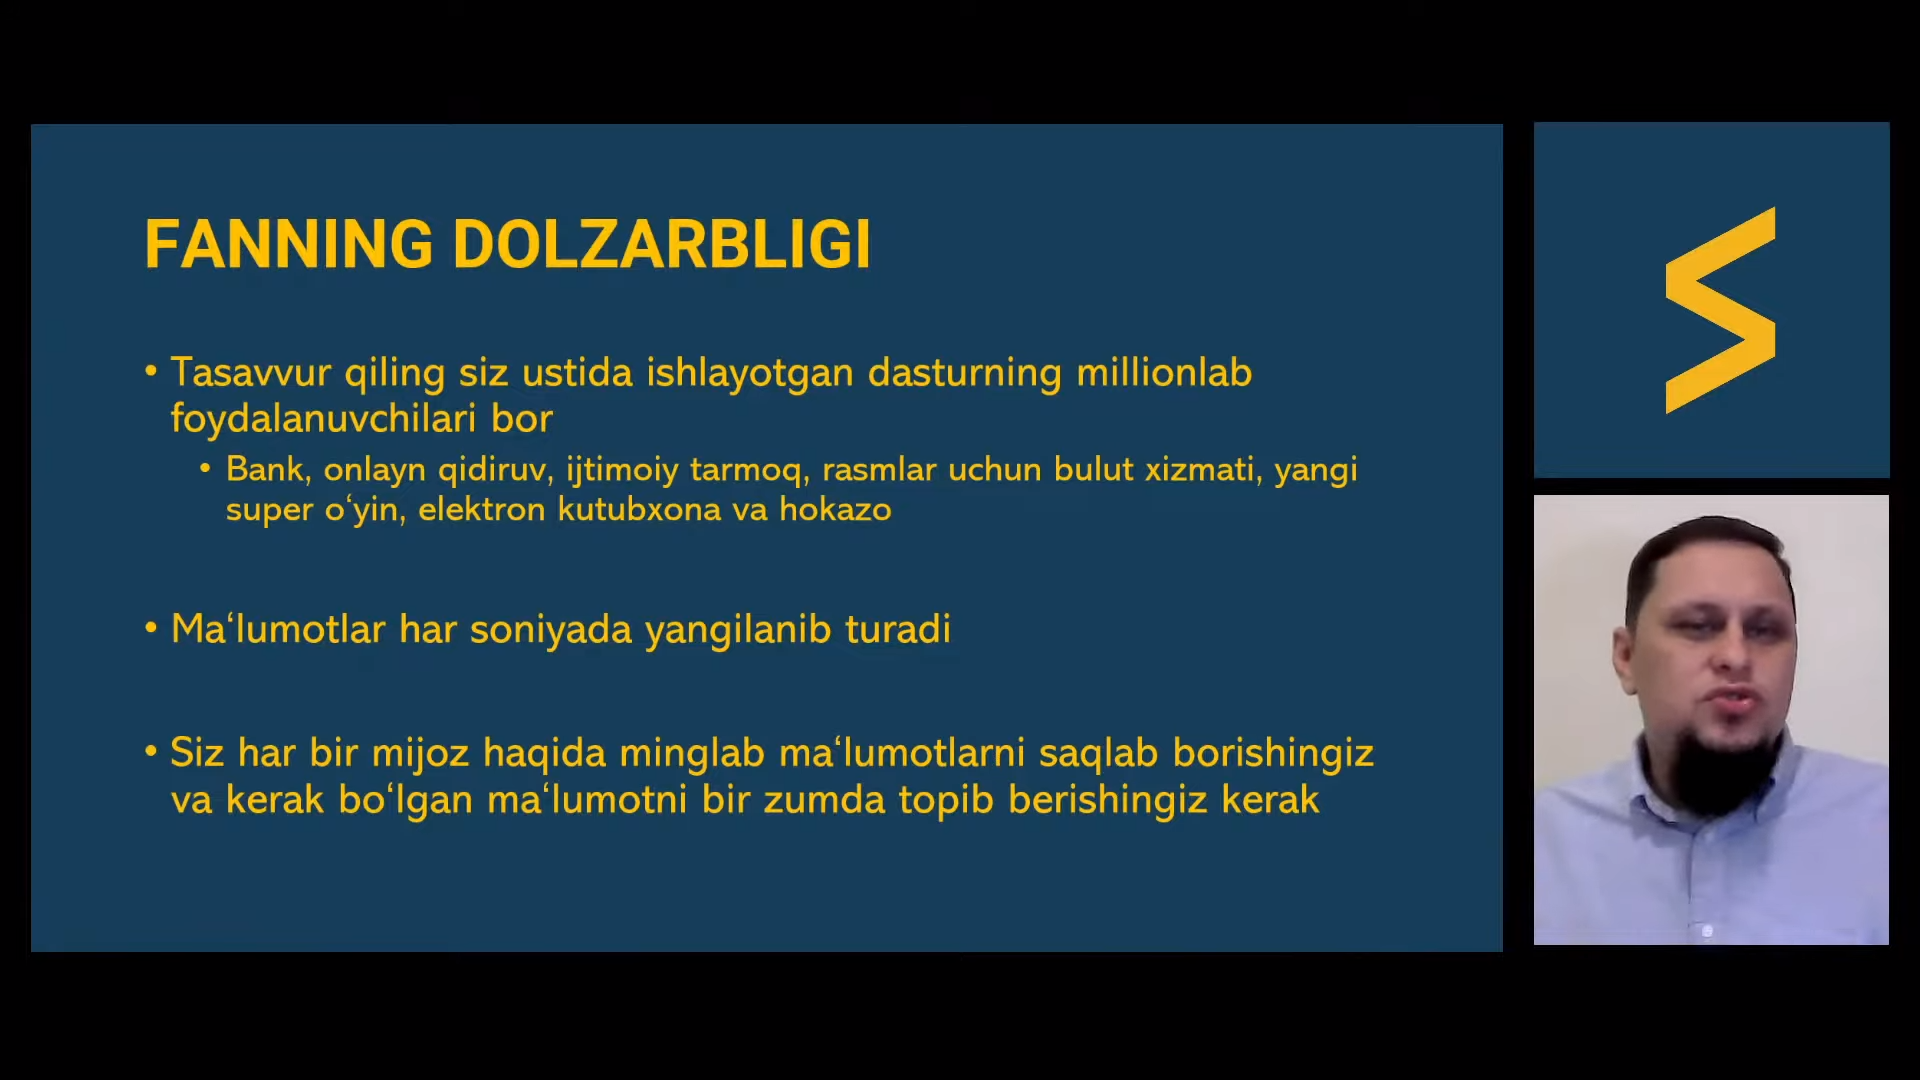 FANNING DOLZARBLIGI
• Tasavvur qiling siz ustida ishlayotgan dasturning millionlab
foydalanuvchilari bor
• Bank, onlayn qidiruv, ijtimoiy tarmoq, rasmlar uchun bulut xizmati, yangi
super o‘yin, elektron kutubxona va hokazo
• Ma‘lumotlar har soniyada yangilanib turadi
• Siz har bir mijoz haqida minglab ma‘lumotlarni saqlab borishingiz
va kerak bo‘lgan ma‘lumotni bir zumda topib berishingiz kerak